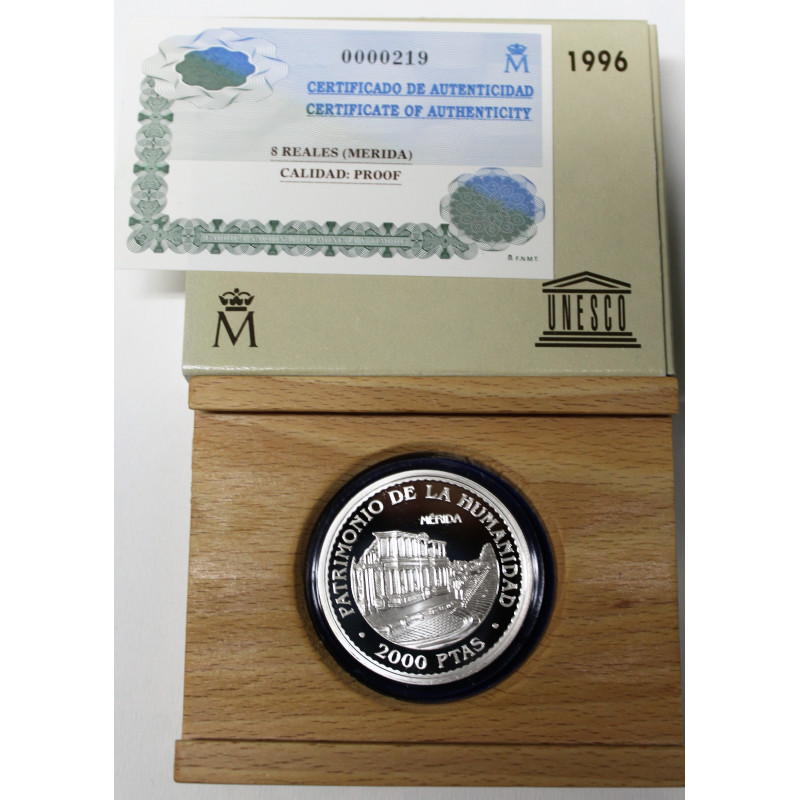 0000219
M
1996
CERTIFICADO DE AUTENTICIDAD
CERTIFICATE OF AUTHENTICITY
8 REALES (MERIDA)
CALIDAD: PROOF
F.N.M.T.
M
UNESCO
PATRIMONIO DE LA HUMANIDAD
MÉRIDA
2000 PTAS